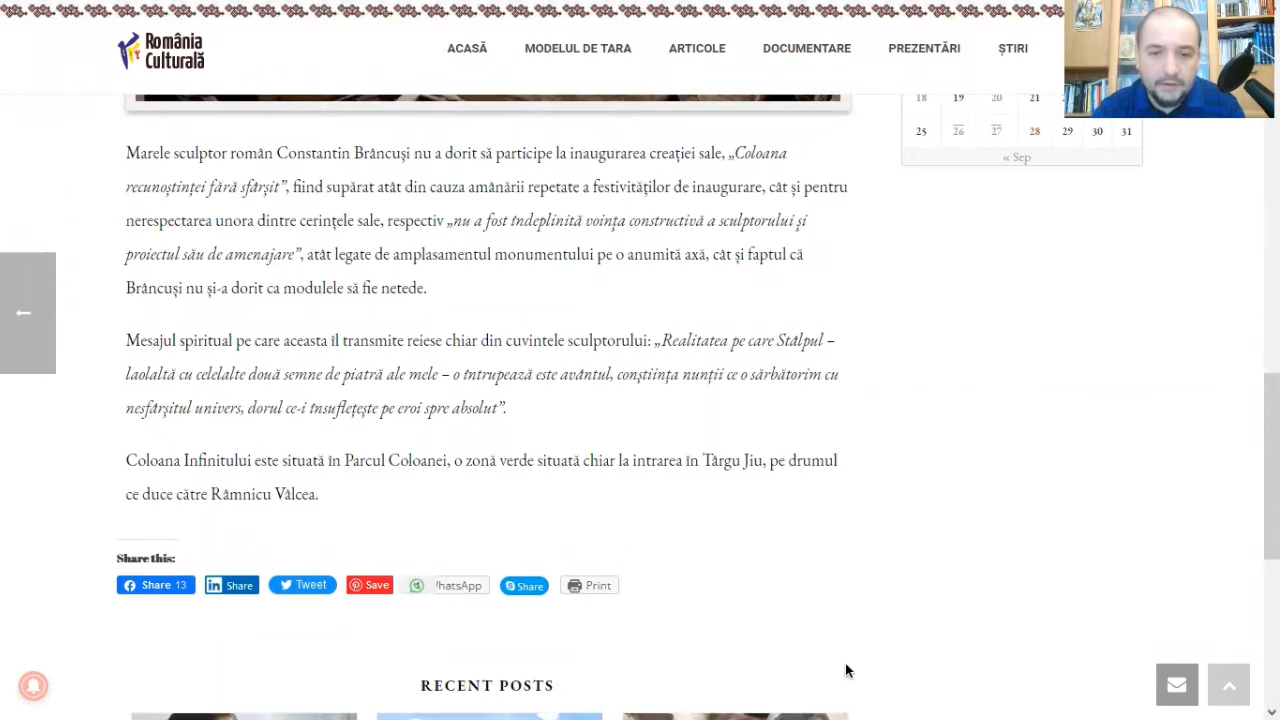 România
Culturală
ACASĂ
MODELUL DE TARA
ARTICOLE
DOCUMENTARE
PREZENTĂRI
ȘTIRI
18 19 20 21
25 26 27 28 29 30 31
« Sep
Marele sculptor român Constantin Brâncuși nu a dorit să participe la inaugurarea creației sale, „Coloana
recunoștinței fără sfârșit”, fiind supărat atât din cauza amânării repetate a festivităților de inaugurare, cât și pentru
nerespectarea unora dintre cerințele sale, respectiv „nu a fost îndeplinită voința constructivă a sculptorului și
proiectul său de amenajare”, atât legate de amplasamentul monumentului pe o anumită axă, cât și faptul că
Brâncuși nu și-a dorit ca modulele să fie netede.
Mesajul spiritual pe care aceasta îl transmite reiese chiar din cuvintele sculptorului: „Realitatea pe care Stâlpul –
laolaltă cu celelalte două semne de piatră ale mele – o întrupează este avântul, conștiința nunții ce o sărbătorim cu
nesfârșitul univers, dorul ce-i însuflețește pe eroi spre absolut”.
Coloana Infinitului este situată în Parcul Coloanei, o zonă verde situată chiar la intrarea în Târgu Jiu, pe drumul
ce duce către Râmnicu Vâlcea.
Share this:
Share 13
Share
Tweet
Save
hatsApp
Share
Print
RECENT POSTS